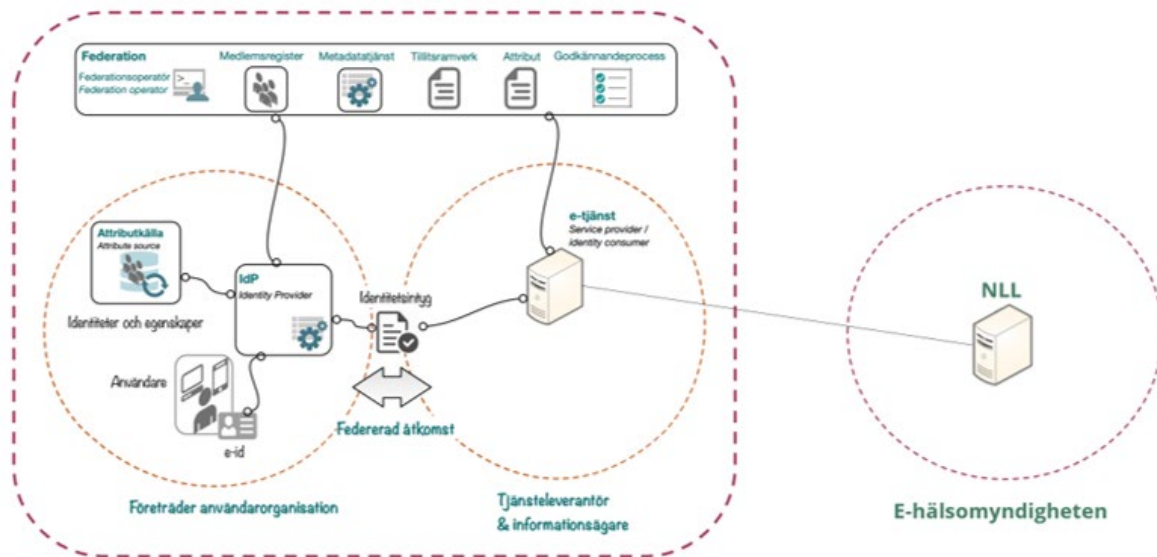 Federation
Federationsoperatör
Federation operator
Medlemsregister
Metadatatjänst
Tillitsramverk
Attribut
Godkännandeprocess
Attributkälla
Attribute source
Identiteter och egenskaper
IdP
Identity Provider
Identitetsintyg
e-tjänst
Service provider /
identity consumer
Användare
e-id
Federerad åtkomst
Företräder användarorganisation
Tjänsteleverantör
& informationsägare
NLL
E-hälsomyndigheten